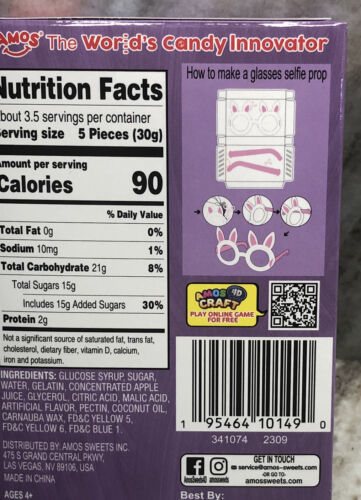 AMOS® The World's Candy Innovator
Nutrition Facts
About 3.5 servings per container
Serving size 5 Pieces (30g)
Amount per serving
Calories 90
% Daily Value
Total Fat 0g 0%
Sodium 10mg 1%
Total Carbohydrate 21g 8%
Total Sugars 15g
Includes 15g Added Sugars 30%
Protein 2g
Not a significant source of saturated fat, trans fat,
cholesterol, dietary fiber, vitamin D, calcium,
iron and potassium.
INGREDIENTS: GLUCOSE SYRUP, SUGAR,
WATER, GELATIN, CONCENTRATED APPLE
JUICE, GLYCEROL, CITRIC ACID, MALIC ACID,
ARTIFICIAL FLAVOR, PECTIN, COCONUT OIL,
CARNAUBA WAX, FD&C YELLOW 5,
FD&C YELLOW 6, FD&C BLUE 1.
DISTRIBUTED BY: AMOS SWEETS INC.
475 S GRAND CENTRAL PKWY,
LAS VEGAS, NV 89106, USA
MADE IN CHINA
AGES 4+
How to make a glasses selfie prop
AMOS 4D
CRAFT
PLAY ONLINE GAME
FOR FREE
1 95464 10149 0
341074 2309
AmosSweets4D amossweets
GET IN TOUCH
service@amos-sweets.com
-OR GO TO-
amossweets.com
Best By: